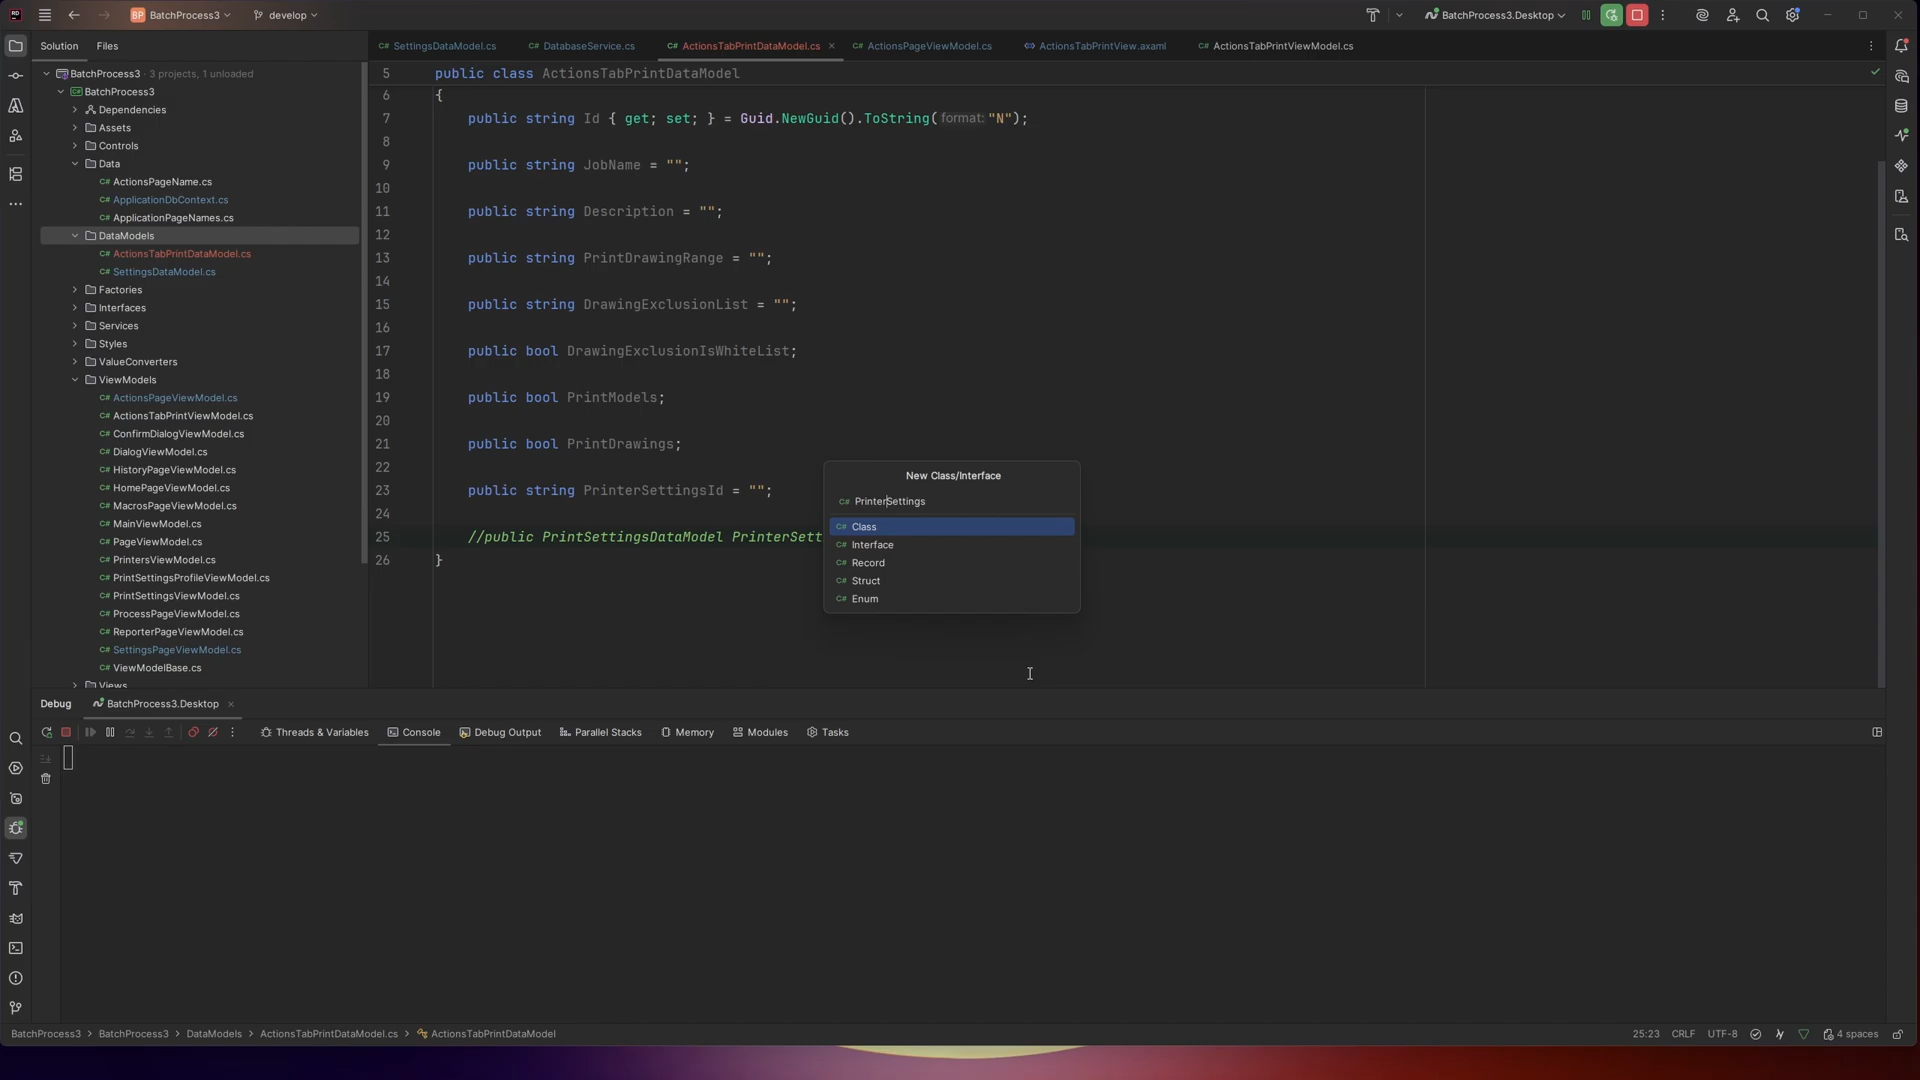 RD
BP BatchProcess3
develop
BatchProcess3.Desktop
Solution
Files
C# SettingsDataModel.cs
C# DatabaseService.cs
C# ActionsTabPrintDataModel.cs
C# ActionsPageViewModel.cs
ActionsTabPrintView.axaml
C# ActionsTabPrintViewModel.cs
BatchProcess3 · 3 projects, 1 unloaded
BatchProcess3
Dependencies
Assets
Controls
Data
C# ActionsPageName.cs
C# ApplicationDbContext.cs
C# ApplicationPageNames.cs
DataModels
C# ActionsTabPrintDataModel.cs
C# SettingsDataModel.cs
Factories
Interfaces
Services
Styles
ValueConverters
ViewModels
C# ActionsPageViewModel.cs
C# ActionsTabPrintViewModel.cs
C# ConfirmDialogViewModel.cs
C# DialogViewModel.cs
C# HistoryPageViewModel.cs
C# HomePageViewModel.cs
C# MacrosPageViewModel.cs
C# MainViewModel.cs
C# PageViewModel.cs
C# PrintersViewModel.cs
C# PrintSettingsProfileViewModel.cs
C# PrintSettingsViewModel.cs
C# ProcessPageViewModel.cs
C# ReporterPageViewModel.cs
C# SettingsPageViewModel.cs
C# ViewModelBase.cs
Views
5 public class ActionsTabPrintDataModel
6 {
7 public string Id { get; set; } = Guid.NewGuid().ToString(format: "N");
8
9 public string JobName = "";
10
11 public string Description = "";
12
13 public string PrintDrawingRange = "";
14
15 public string DrawingExclusionList = "";
16
17 public bool DrawingExclusionIsWhiteList;
18
19 public bool PrintModels;
20
21 public bool PrintDrawings;
22
23 public string PrinterSettingsId = "";
24
25 //public PrintSettingsDataModel PrinterSett
26 }
New Class/Interface
C# PrinterSettings
C# Class
C# Interface
C# Record
C# Struct
C# Enum
Debug
BatchProcess3.Desktop
Threads & Variables
Console
Debug Output
Parallel Stacks
Memory
Modules
Tasks
BatchProcess3 > BatchProcess3 > DataModels > ActionsTabPrintDataModel.cs > ActionsTabPrintDataModel
25:23
CRLF
UTF-8
4 spaces